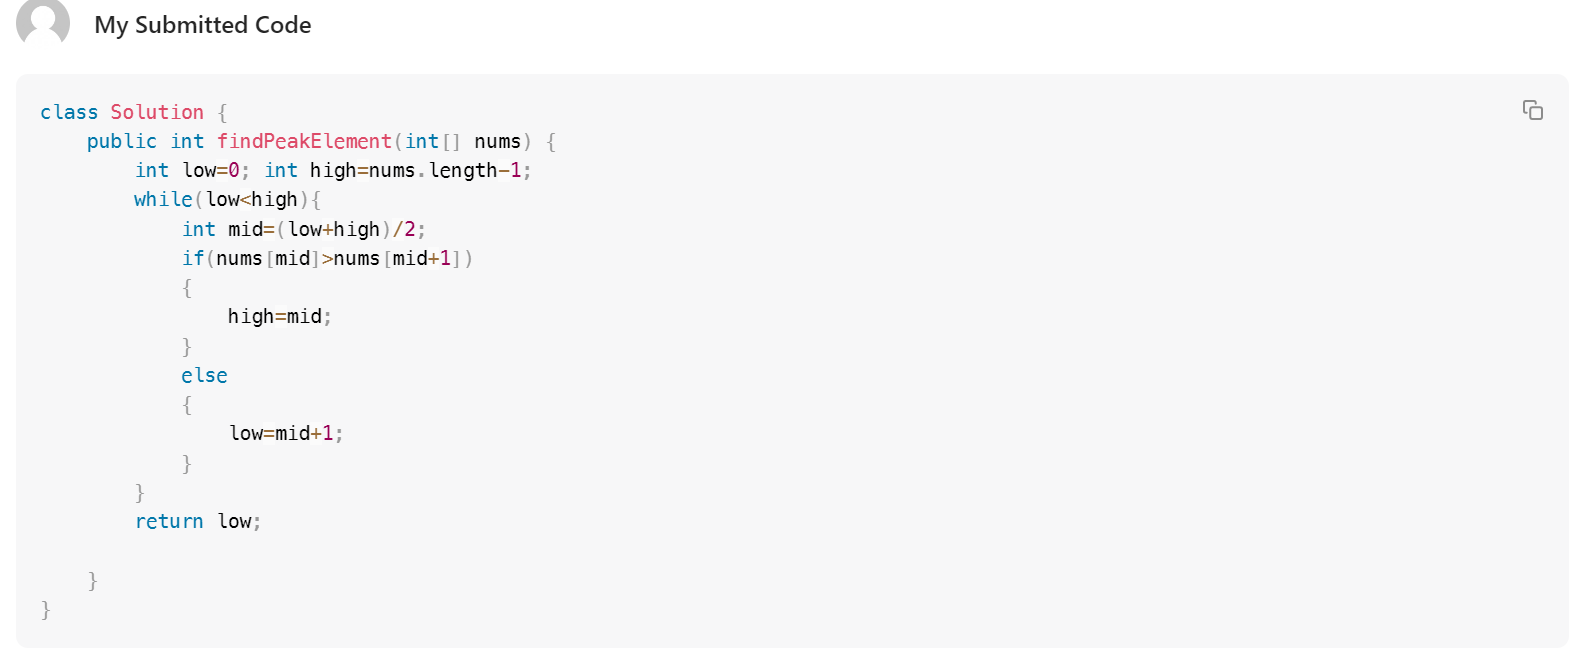 My Submitted Code
class Solution {
    public int findPeakElement(int[] nums) {
        int low=0; int high=nums.length-1;
        while(low<high){
            int mid=(low+high)/2;
            if(nums[mid]>nums[mid+1])
            {
                high=mid;
            }
            else
            {
                low=mid+1;
            }
        }
        return low;
    }
}